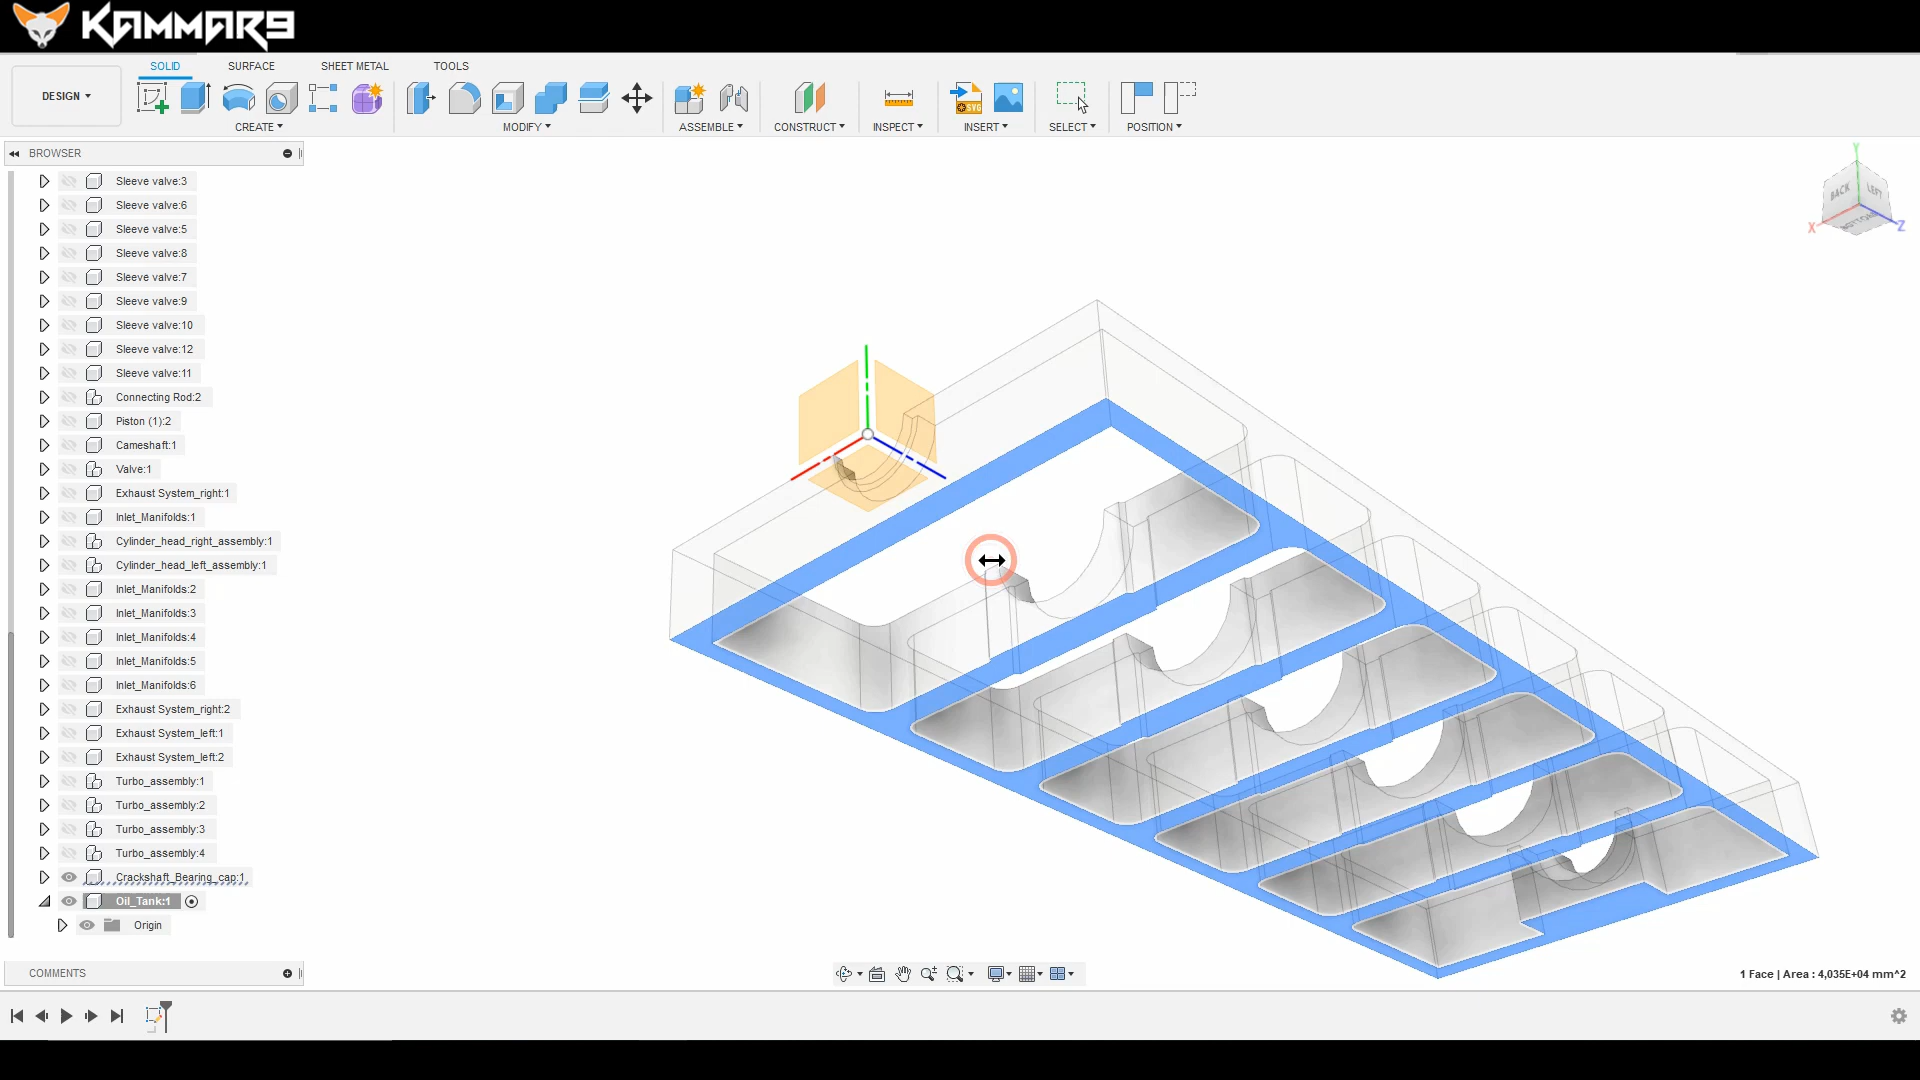 KAMMAR9
DESIGN
SOLID
SURFACE
SHEET METAL
TOOLS
CREATE
MODIFY
ASSEMBLE
CONSTRUCT
INSPECT
INSERT
SELECT
POSITION
SVG
BROWSER
Sleeve valve:3
Sleeve valve:6
Sleeve valve:5
Sleeve valve:8
Sleeve valve:7
Sleeve valve:9
Sleeve valve:10
Sleeve valve:12
Sleeve valve:11
Connecting Rod:2
Piston (1):2
Cameshaft:1
Valve:1
Exhaust System_right:1
Inlet_Manifolds:1
Cylinder_head_right_assembly:1
Cylinder_head_left_assembly:1
Inlet_Manifolds:2
Inlet_Manifolds:3
Inlet_Manifolds:4
Inlet_Manifolds:5
Inlet_Manifolds:6
Exhaust System_right:2
Exhaust System_left:1
Exhaust System_left:2
Turbo_assembly:1
Turbo_assembly:2
Turbo_assembly:3
Turbo_assembly:4
Crackshaft_Bearing_cap:1
Oil_Tank:1
Origin
COMMENTS
Y
BACK
LEFT
BOTTOM
X
Z
1 Face | Area : 4,035E+04 mm^2